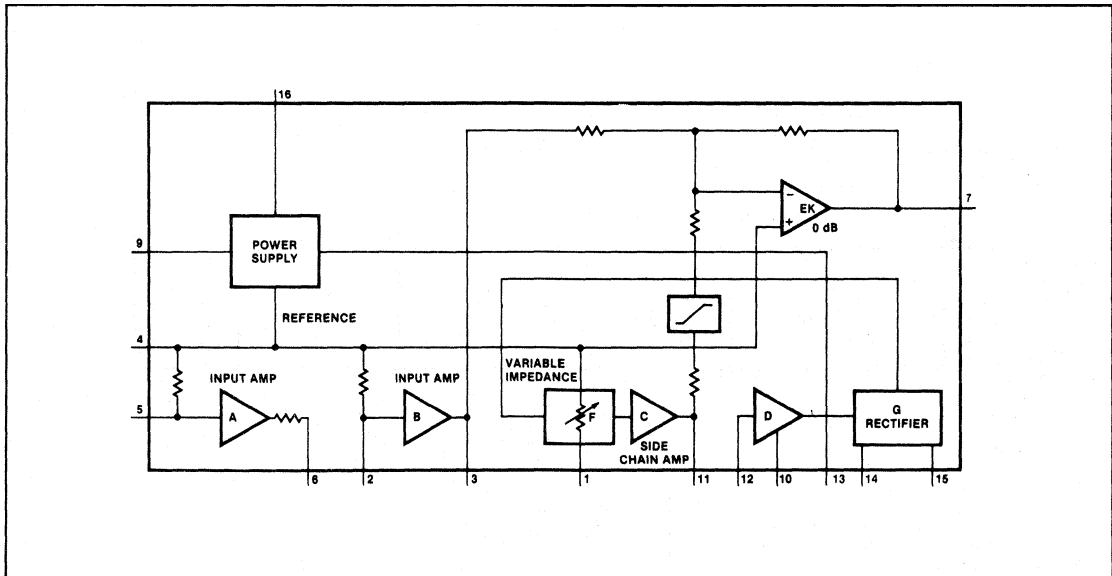 16
7
−
EK
+
0 dB
9
POWER
SUPPLY
REFERENCE
4
VARIABLE
IMPEDANCE
INPUT AMP
INPUT AMP
5
A
B
F
C
D
G
RECTIFIER
SIDE
CHAIN AMP
6
2
3
1
11
12
10
13
14
15